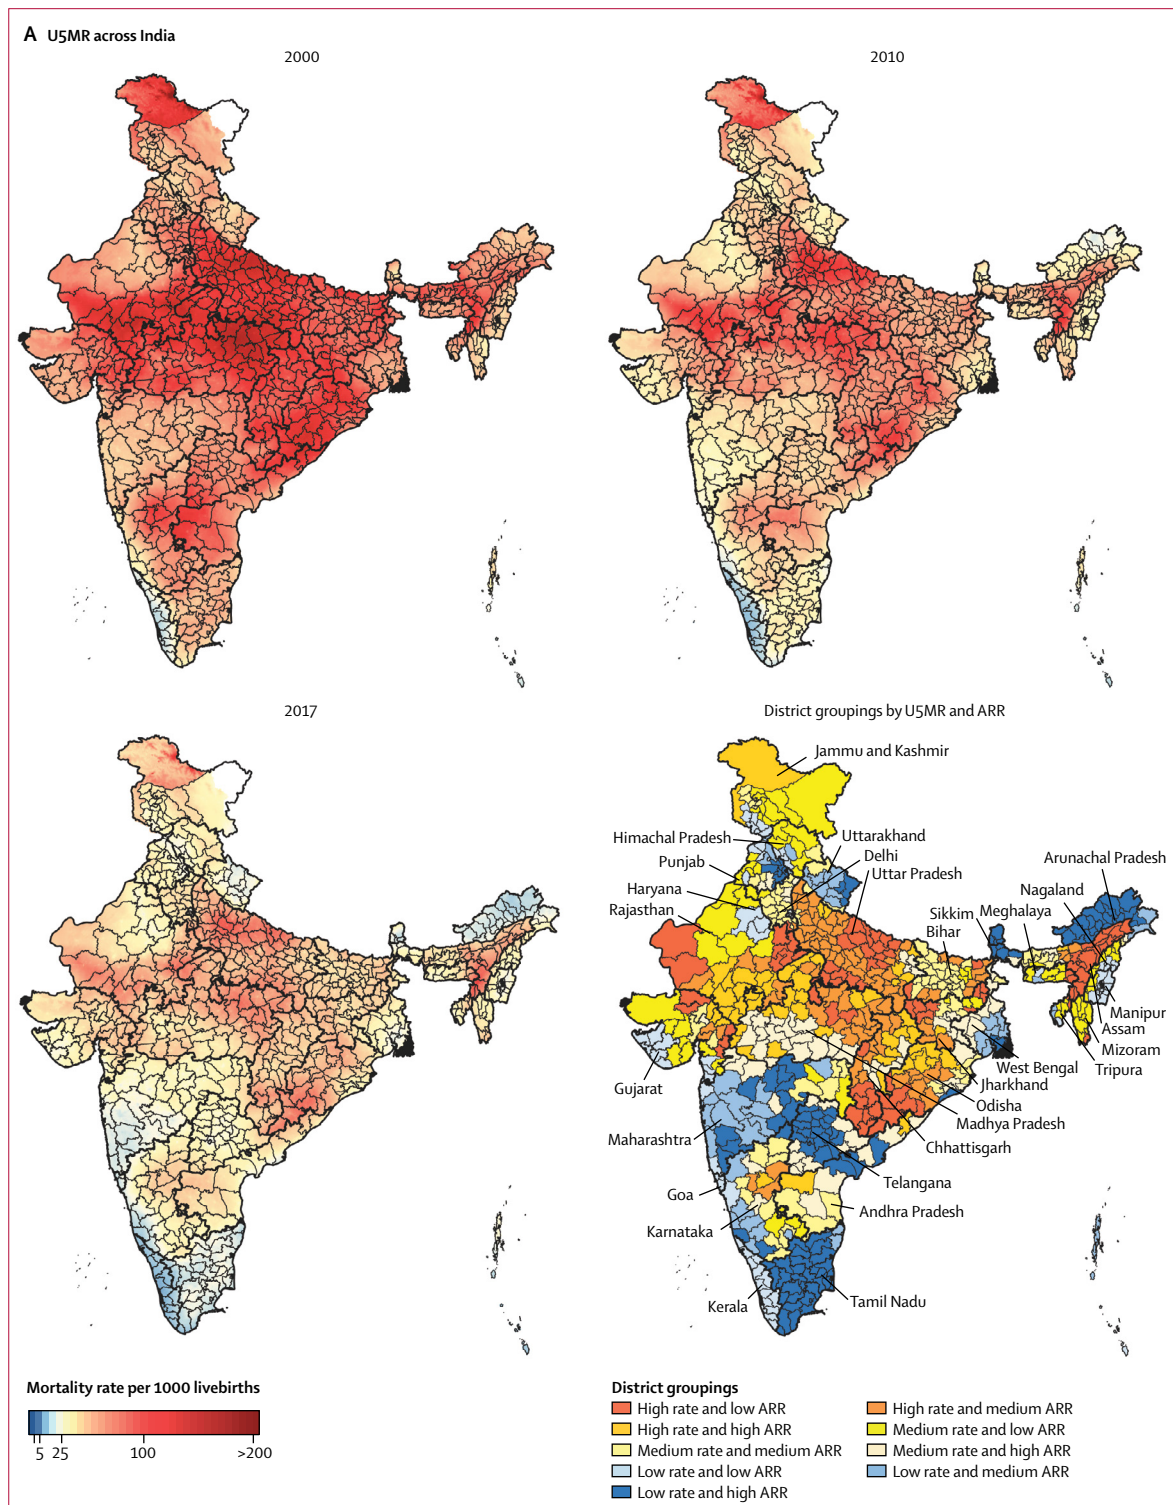 A U5MR across India
2000
2010
2017
District groupings by U5MR and ARR
Jammu and Kashmir
Himachal Pradesh
Uttarakhand
Punjab
Delhi
Haryana
Uttar Pradesh
Rajasthan
Arunachal Pradesh
Nagaland
Sikkim
Meghalaya
Bihar
Manipur
Assam
Mizoram
Tripura
West Bengal
Jharkhand
Odisha
Madhya Pradesh
Chhattisgarh
Gujarat
Maharashtra
Telangana
Goa
Andhra Pradesh
Karnataka
Kerala
Tamil Nadu
Mortality rate per 1000 livebirths
5 25 100 >200
District groupings
High rate and low ARR
High rate and medium ARR
High rate and high ARR
Medium rate and low ARR
Medium rate and medium ARR
Medium rate and high ARR
Low rate and low ARR
Low rate and medium ARR
Low rate and high ARR